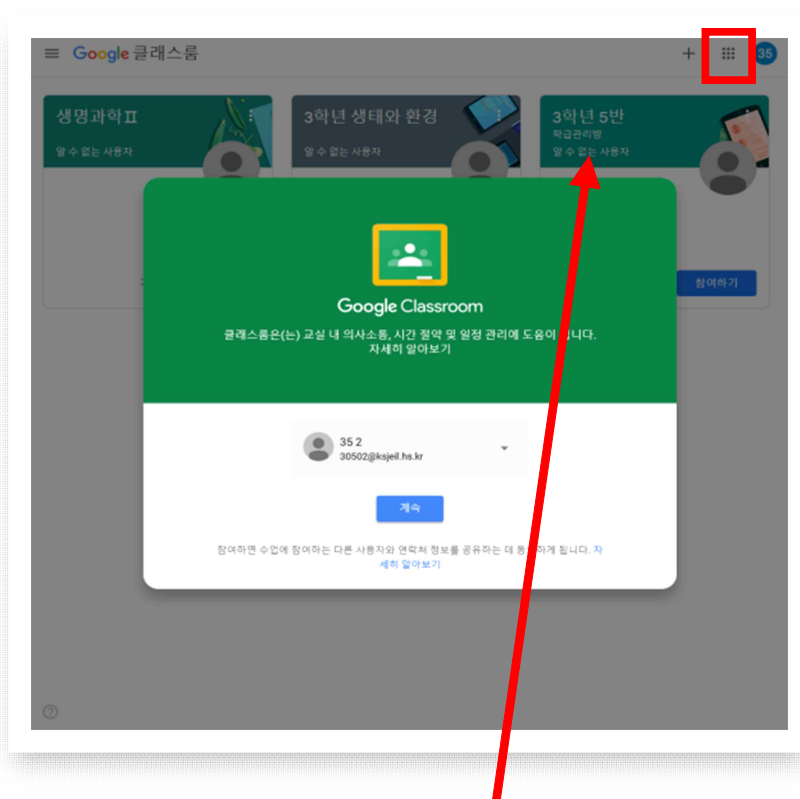 Google 클래스룸
35
생명과학Ⅱ
알 수 없는 사용자
3학년 생태와 환경
알 수 없는 사용자
3학년 5반
학급관리방
알 수 없는 사용자
참여하기
Google Classroom
클래스룸은(는) 교실 내 의사소통, 시간 절약 및 일정 관리에 도움이 됩니다.
자세히 알아보기
35 2
30502@ksjeil.hs.kr
계속
참여하면 수업에 참여하는 다른 사용자와 연락처 정보를 공유하는 데 동의하게 됩니다. 자
세히 알아보기